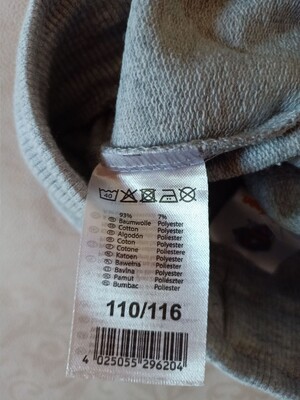 40
93% 7%
Baumwolle Polyester
Cotton Polyester
Algodón Poliéster
Coton Polyester
Cotone Poliestere
Katoen Polyester
Bawełna Poliester
Bavlna Polyester
Pamut Poliészter
Bumbac Poliester
110/116
4 025055 296204